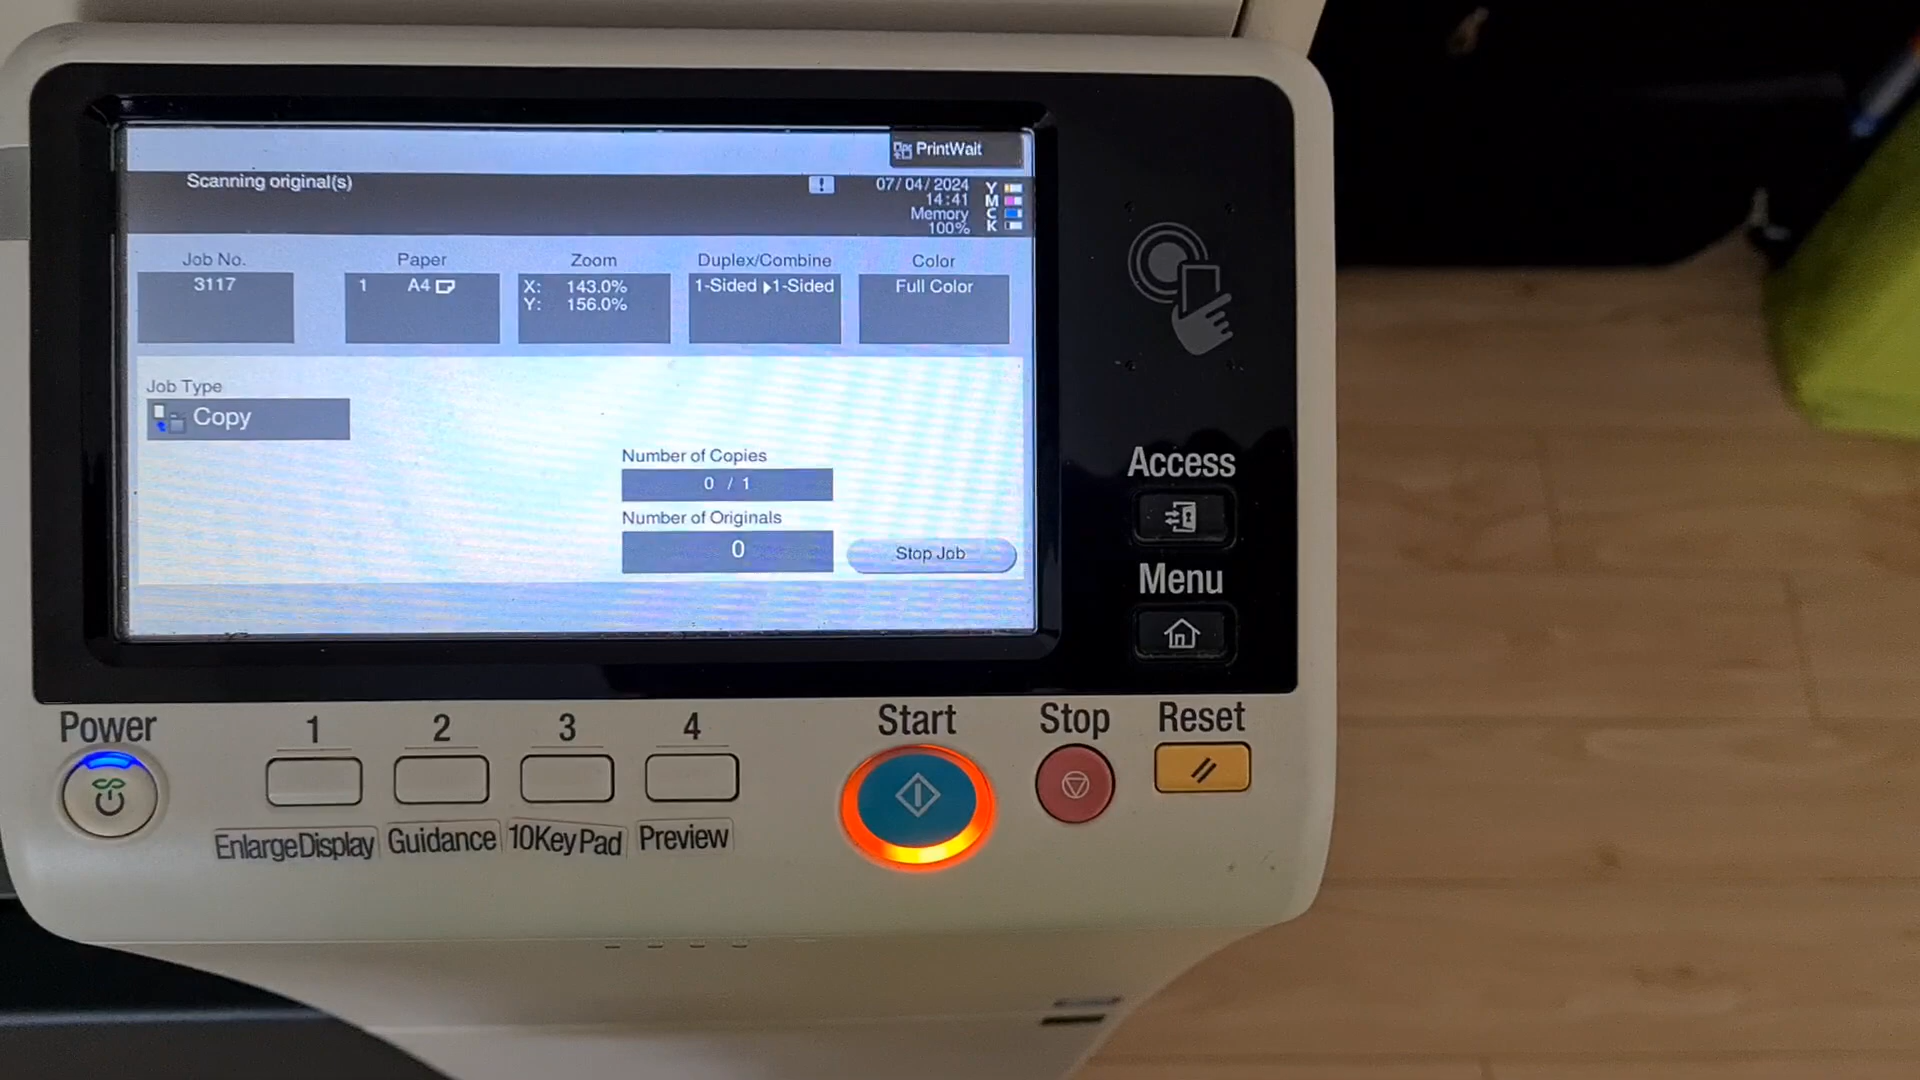 PrintWait
Scanning original(s)
!
07/04/2024
14:41
Memory
100%
Y
M
C
K
Job No.
3117
Paper
1 A4
Zoom
X: 143.0%
Y: 156.0%
Duplex/Combine
1-Sided ▶1-Sided
Color
Full Color
Job Type
Copy
Number of Copies
0 / 1
Number of Originals
0
Stop Job
Access
Menu
Power
1
2
3
4
Start
Stop
Reset
EnlargeDisplay
Guidance
10KeyPad
Preview